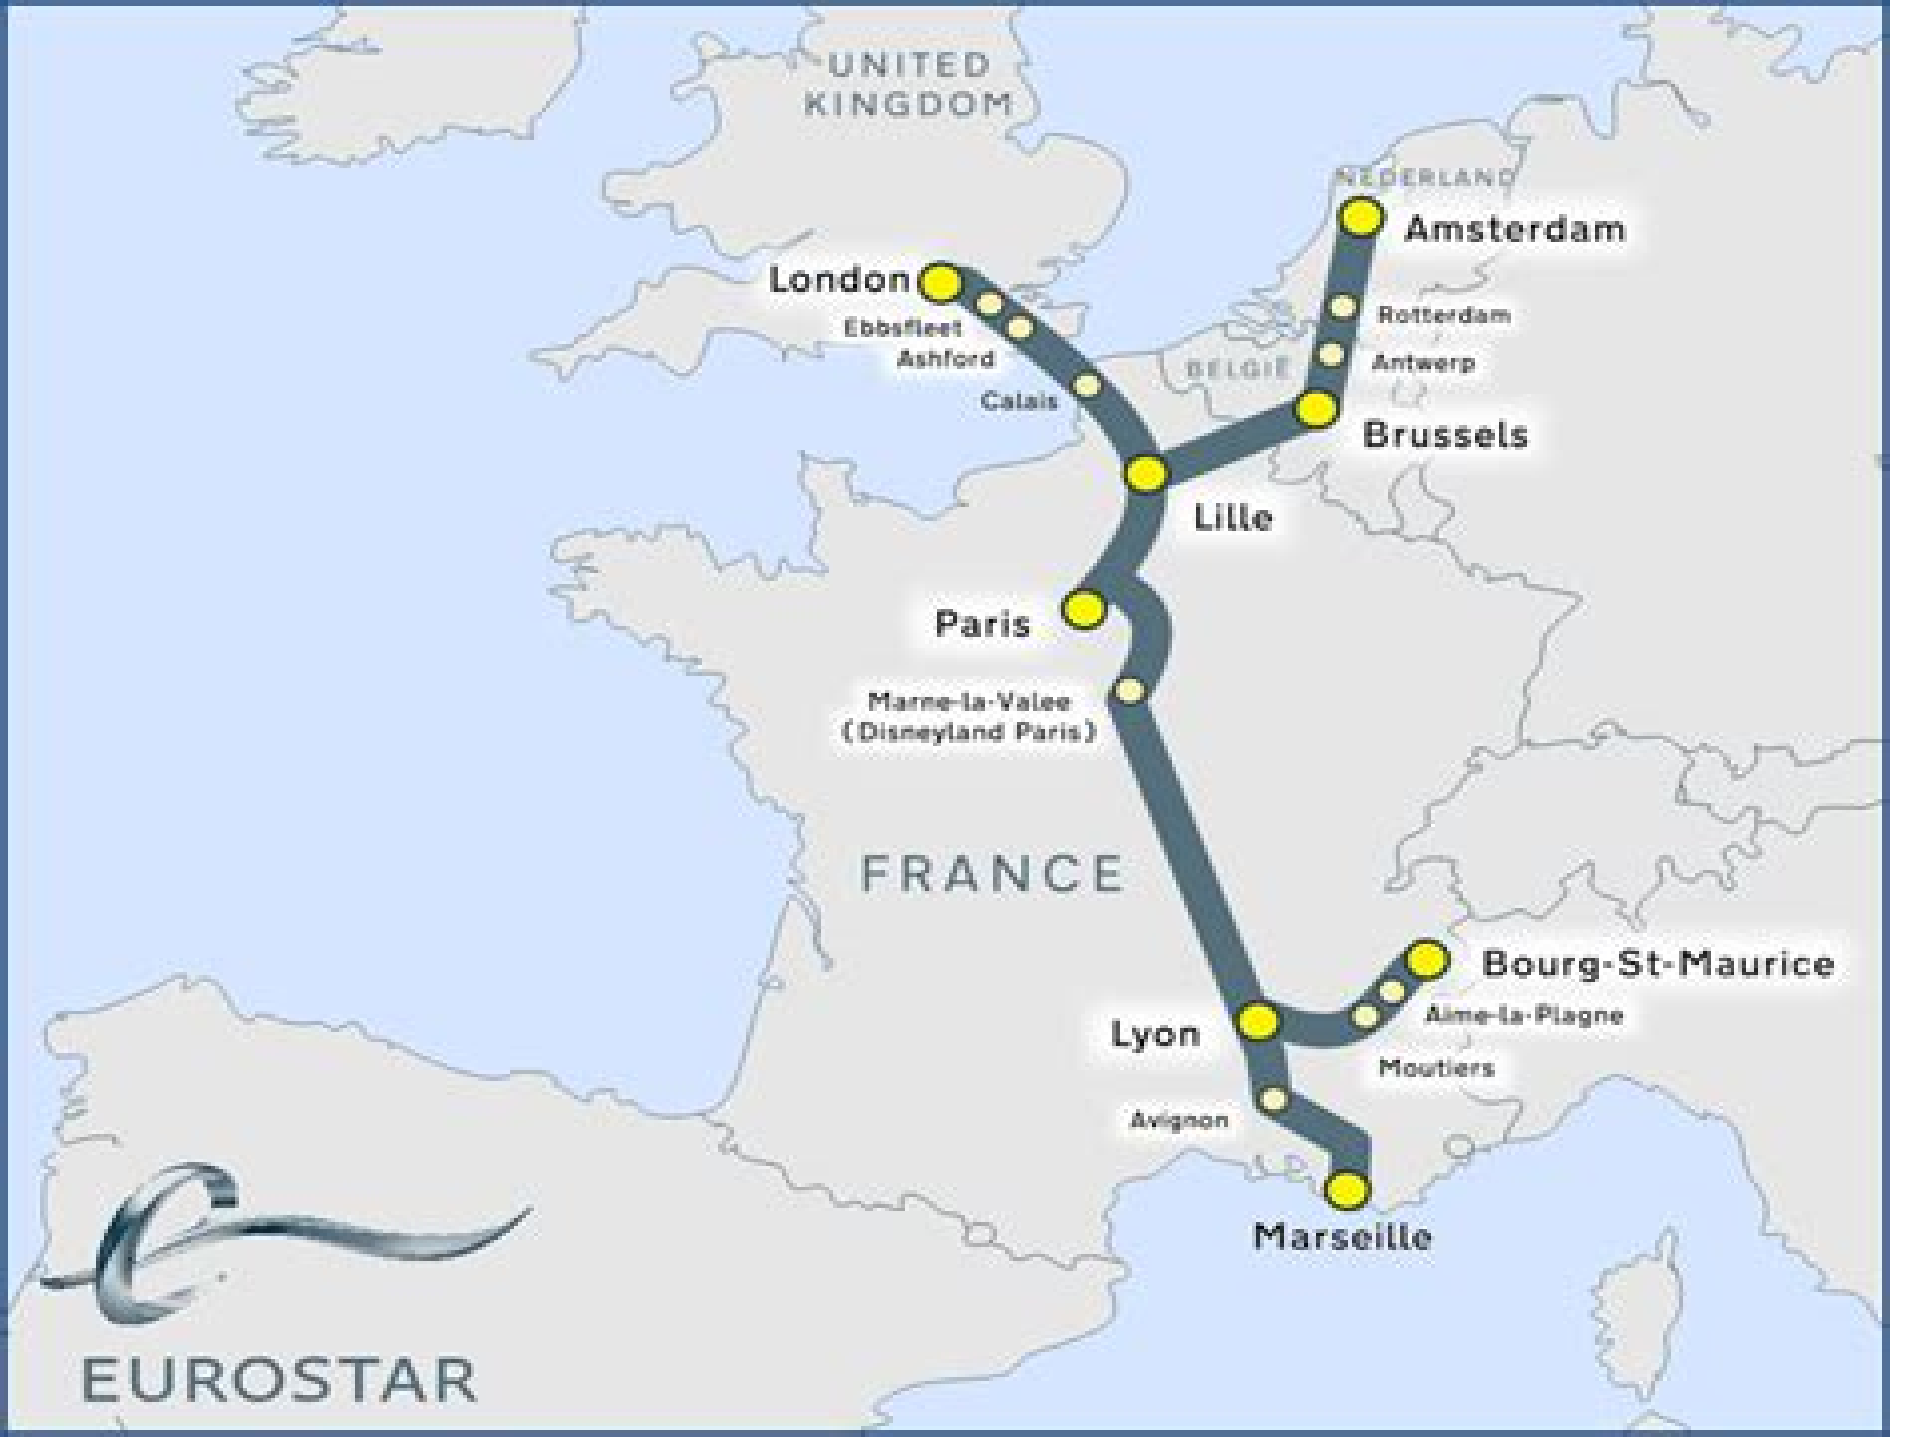 UNITED
KINGDOM
NEDERLAND
Amsterdam
London
Rotterdam
Ebbsfleet
Ashford
Antwerp
BELGIË
Calais
Brussels
Lille
Paris
Marne-la-Valee
(Disneyland Paris)
FRANCE
Bourg-St-Maurice
Aime-la-Plagne
Lyon
Moutiers
Avignon
Marseille
EUROSTAR